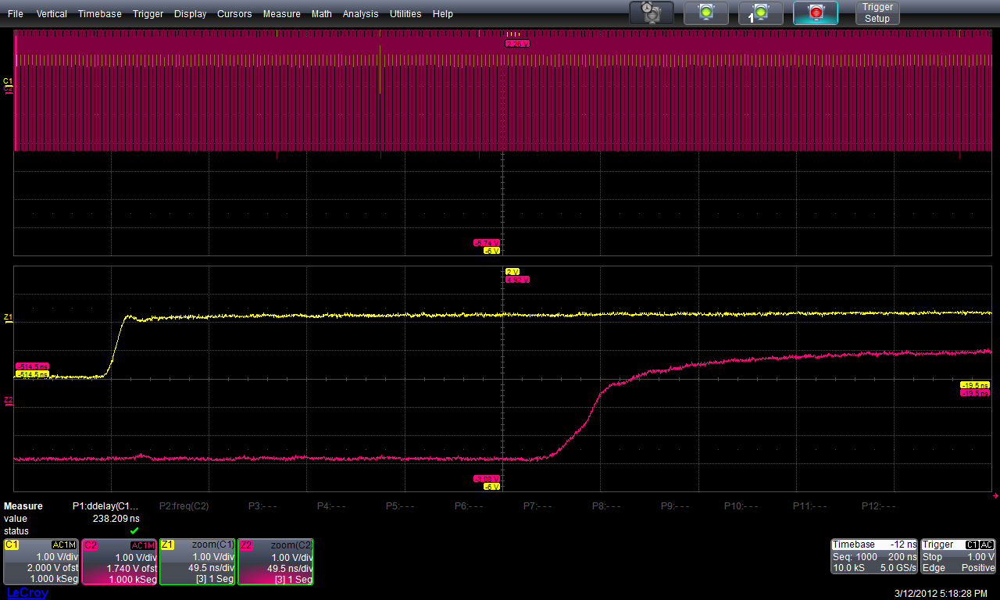 File Vertical Timebase Trigger Display Cursors Measure Math Analysis Utilities Help
1
Trigger
Setup
2.26 V
C1
C2
-5.74 V
-6 V
2 V
4.92 V
Z1
-514.5 ns
-514.5 ns
-19.5 ns
-19.5 ns
Z2
-3.08 V
-6 V
Measure P1:ddelay(C1... P2:freq(C2) P3:--- P4:--- P5:--- P6:--- P7:--- P8:--- P9:--- P10:--- P11:--- P12:---
value 238.209 ns
status
C1 AC1M
1.00 V/div
2.000 V ofst
1.000 kSeg
C2 AC1M
1.00 V/div
1.740 V ofst
1.000 kSeg
Z1 zoom(C1)
1.00 V/div
49.5 ns/div
[3] 1 Seg
Z2 zoom(C2)
1.00 V/div
49.5 ns/div
[3] 1 Seg
Timebase -12 ns
Seq: 1000 200 ns
10.0 kS 5.0 GS/s
Trigger C1 AC
Stop 1.00 V
Edge Positive
LeCroy
3/12/2012 5:18:28 PM